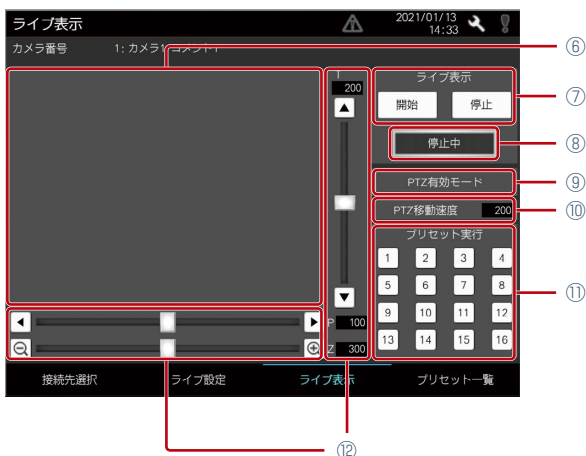 ライブ表示
2021/01/13
14:33
カメラ番号 1: カメラ1 コメント1
⑥
T
200
ライブ表示
開始 停止
⑦
停止中
⑧
PTZ有効モード
⑨
PTZ移動速度 200
⑩
プリセット実行
1 2 3 4
5 6 7 8
9 10 11 12
13 14 15 16
⑪
P 100
Z 300
接続先選択 ライブ設定 ライブ表示 プリセット一覧
⑫